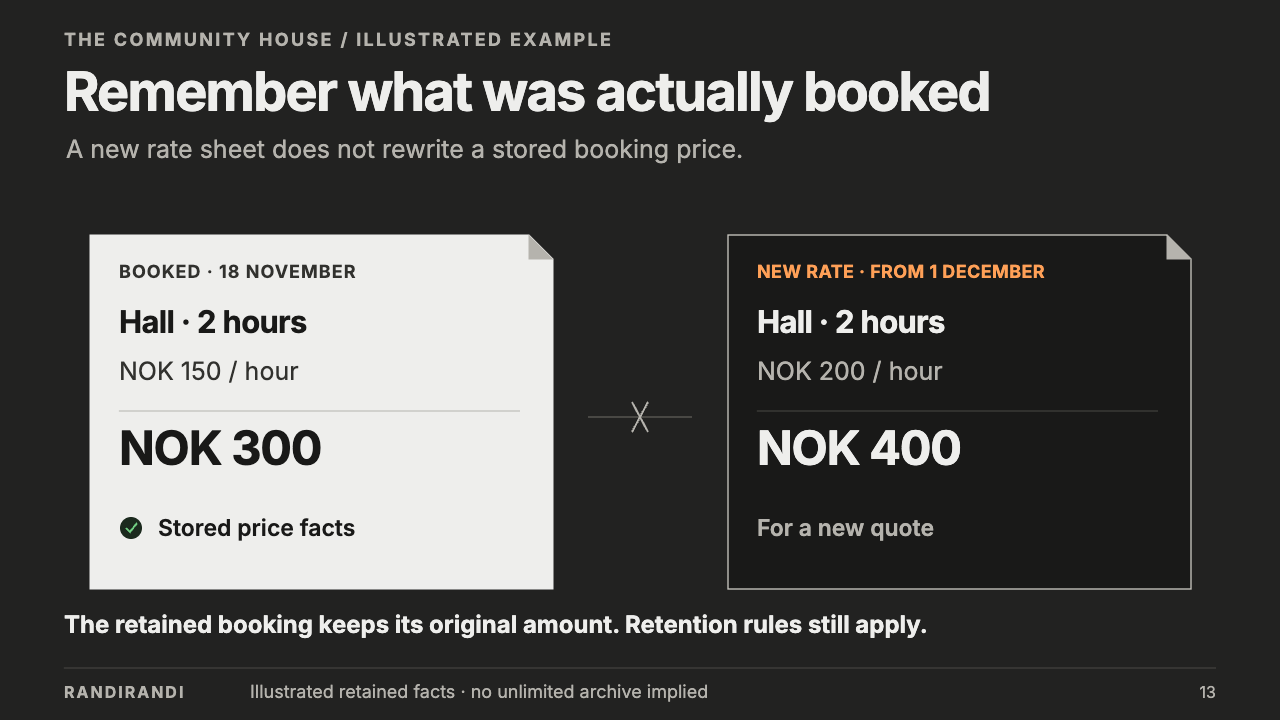 THE COMMUNITY HOUSE / ILLUSTRATED EXAMPLE
Remember what was actually booked
A new rate sheet does not rewrite a stored booking price.
BOOKED · 18 NOVEMBER
Hall · 2 hours
NOK 150 / hour
NOK 300
Stored price facts
NEW RATE · FROM 1 DECEMBER
Hall · 2 hours
NOK 200 / hour
NOK 400
For a new quote
The retained booking keeps its original amount. Retention rules still apply.
RANDIRANDI
Illustrated retained facts · no unlimited archive implied
13